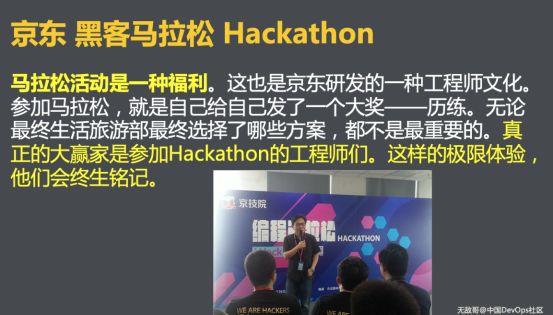 京东 黑客马拉松 Hackathon
马拉松活动是一种福利。这也是京东研发的一种工程师文化。
参加马拉松，就是自己给自己发了一个大奖——历练。无论
最终生活旅游部最终选择了哪些方案，都不是最重要的。真
正的大赢家是参加Hackathon的工程师们。这样的极限体验，
他们会终生铭记。
京技院
HACKATHON
WE ARE HACKERS
WE ARE HACKERS
无敌哥@中国DevOps社区